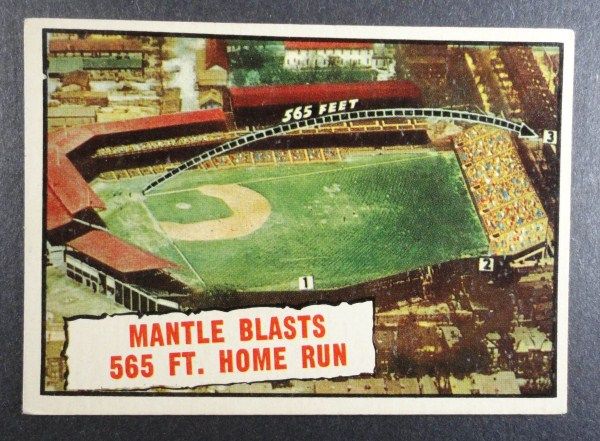 565 FEET
3
2
1
MANTLE BLASTS
565 FT. HOME RUN